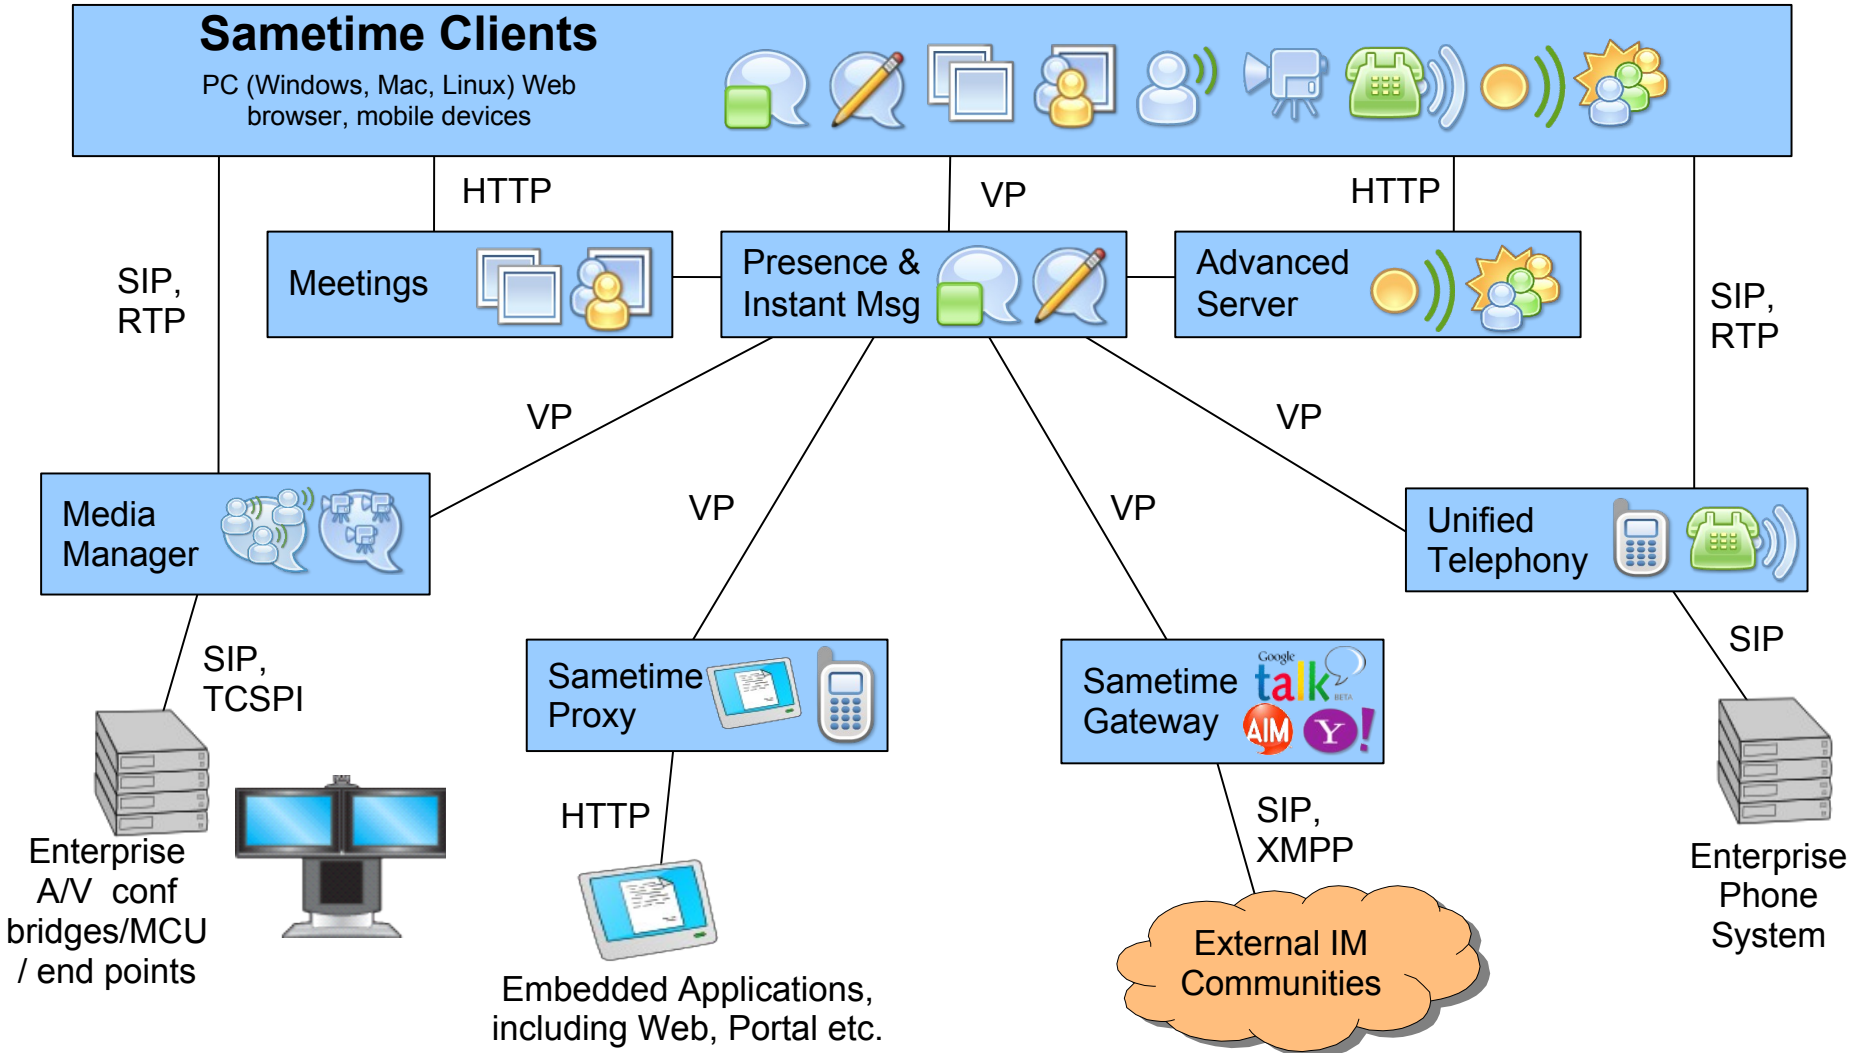 Sametime Clients
PC (Windows, Mac, Linux) Web
browser, mobile devices
HTTP
VP
HTTP
SIP,
RTP
Meetings
Presence &
Instant Msg
Advanced
Server
SIP,
RTP
VP
VP
VP
VP
Media
Manager
Unified
Telephony
SIP,
TCSPI
Sametime
Proxy
Sametime
Gateway
Google
talk
BETA
AIM
Y!
SIP
HTTP
SIP,
XMPP
Enterprise
A/V conf
bridges/MCU
/ end points
Embedded Applications,
including Web, Portal etc.
External IM
Communities
Enterprise
Phone
System